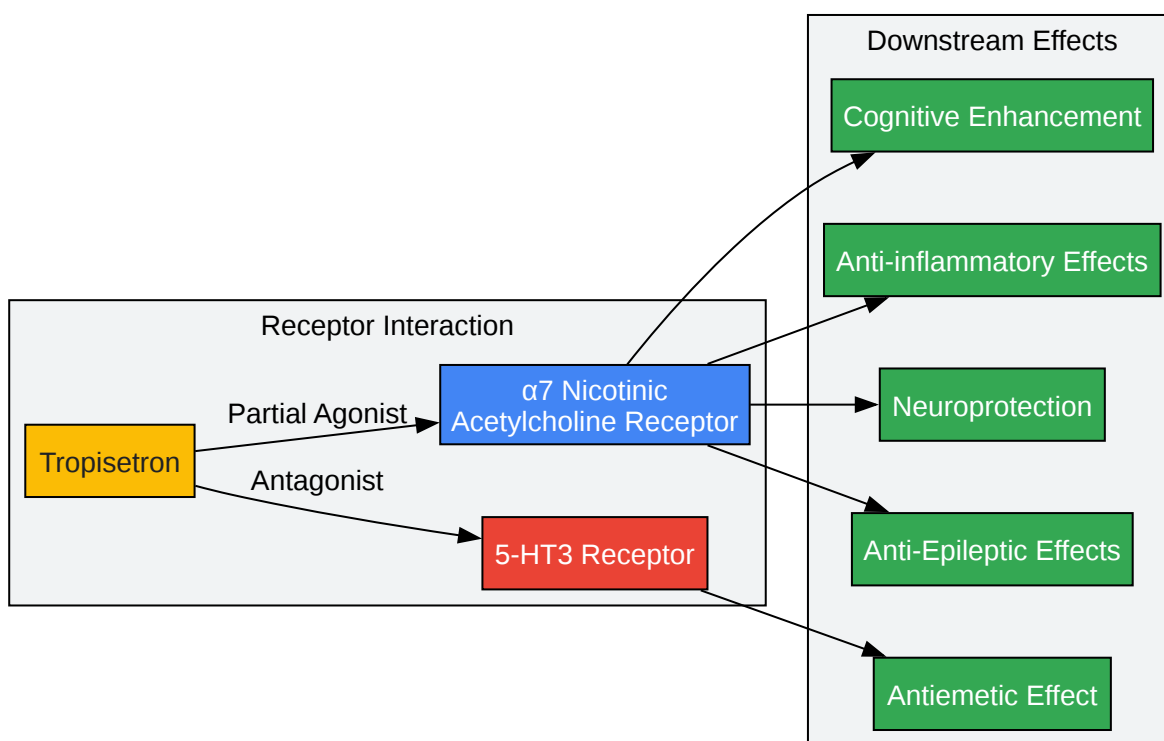 Downstream Effects
Cognitive Enhancement
Anti-inflammatory Effects
Receptor Interaction
α7 Nicotinic
Acetylcholine Receptor
Partial Agonist
Neuroprotection
Tropisetron
Antagonist
5-HT3 Receptor
Anti-Epileptic Effects
Antiemetic Effect